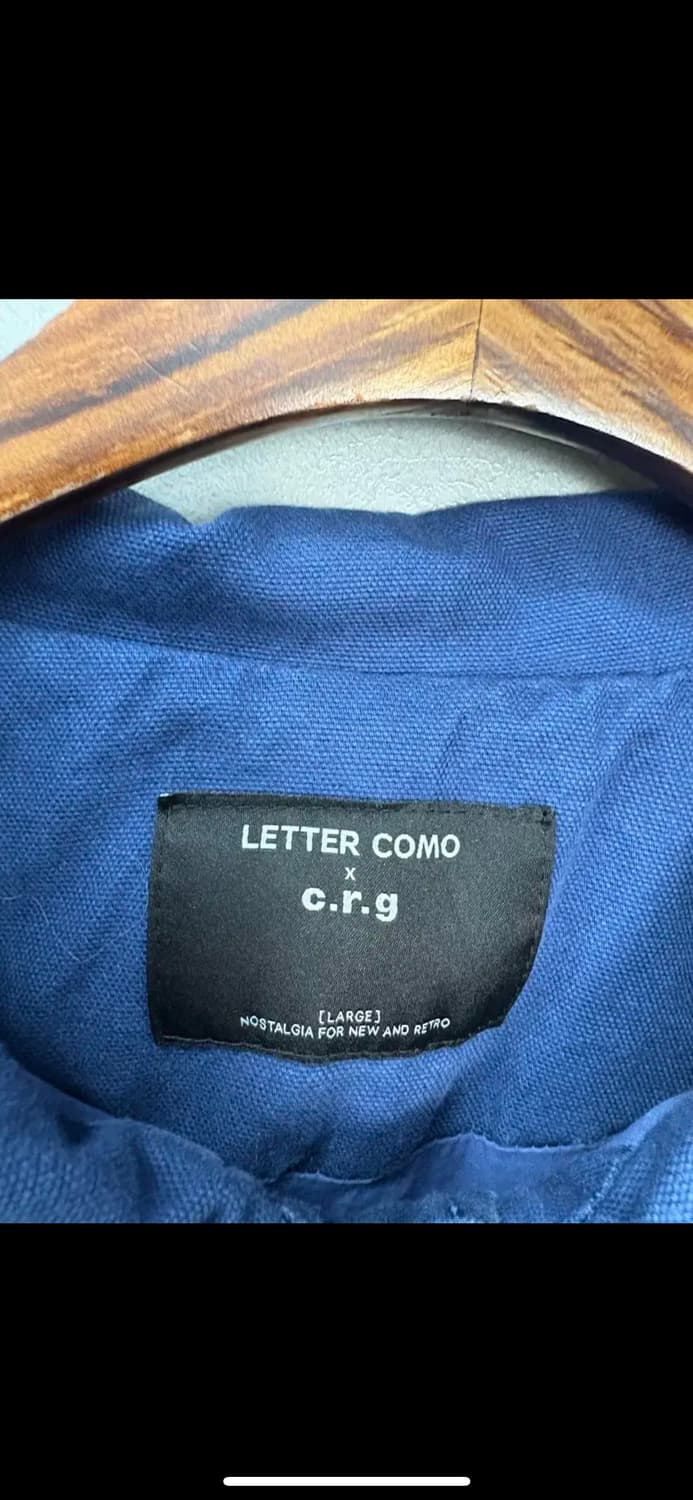 LETTER COMO
x
c.r.g
[LARGE]
NOSTALGIA FOR NEW AND RETRO